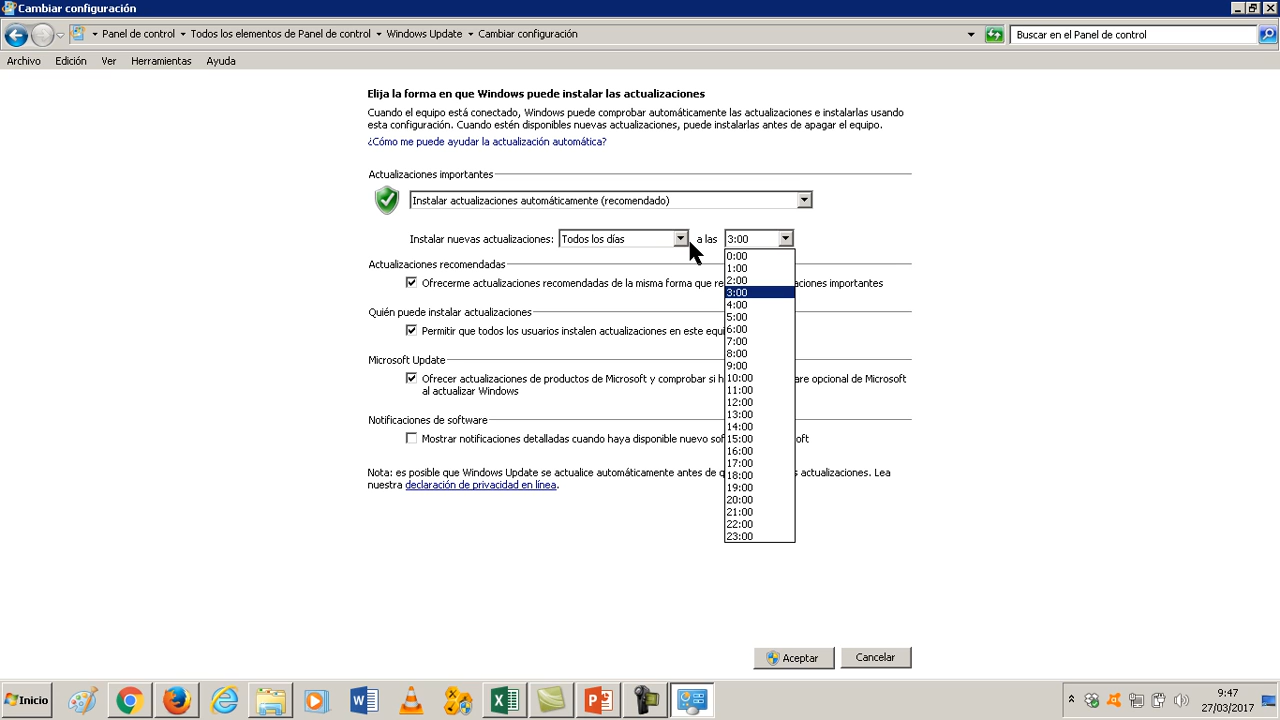 Cambiar configuración
Panel de control Todos los elementos de Panel de control Windows Update Cambiar configuración
Buscar en el Panel de control
Archivo Edición Ver Herramientas Ayuda
Elija la forma en que Windows puede instalar las actualizaciones
Cuando el equipo está conectado, Windows puede comprobar automáticamente las actualizaciones e instalarlas usando
esta configuración. Cuando estén disponibles nuevas actualizaciones, puede instalarlas antes de apagar el equipo.
¿Cómo me puede ayudar la actualización automática?
Actualizaciones importantes
Instalar actualizaciones automáticamente (recomendado)
Instalar nuevas actualizaciones: Todos los días a las 3:00
0:00
1:00
2:00
3:00
4:00
5:00
6:00
7:00
8:00
9:00
10:00
11:00
12:00
13:00
14:00
15:00
16:00
17:00
18:00
19:00
20:00
21:00
22:00
23:00
Actualizaciones recomendadas
Ofrecerme actualizaciones recomendadas de la misma forma que re aciones importantes
Quién puede instalar actualizaciones
Permitir que todos los usuarios instalen actualizaciones en este equi
Microsoft Update
Ofrecer actualizaciones de productos de Microsoft y comprobar si h are opcional de Microsoft
al actualizar Windows
Notificaciones de software
Mostrar notificaciones detalladas cuando haya disponible nuevo sof oft
Nota: es posible que Windows Update se actualice automáticamente antes de q s actualizaciones. Lea
nuestra declaración de privacidad en línea.
Aceptar Cancelar
Inicio
9:47
27/03/2017